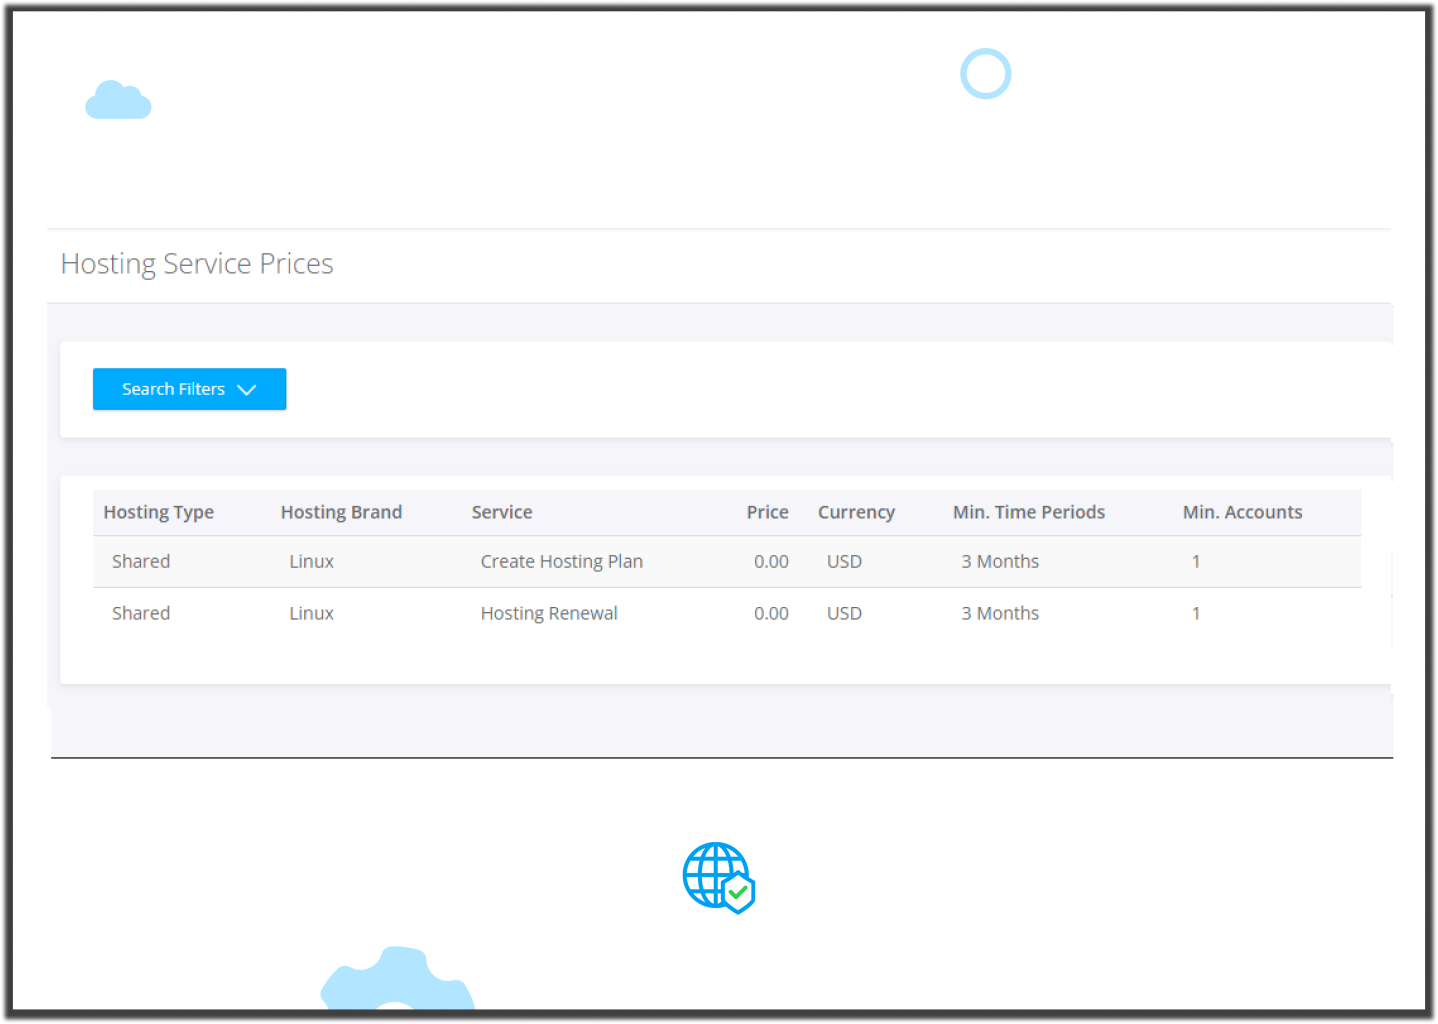 Hosting Service Prices
Search Filters
Hosting Type Hosting Brand Service Price Currency Min. Time Periods Min. Accounts
Shared Linux Create Hosting Plan 0.00 USD 3 Months 1
Shared Linux Hosting Renewal 0.00 USD 3 Months 1